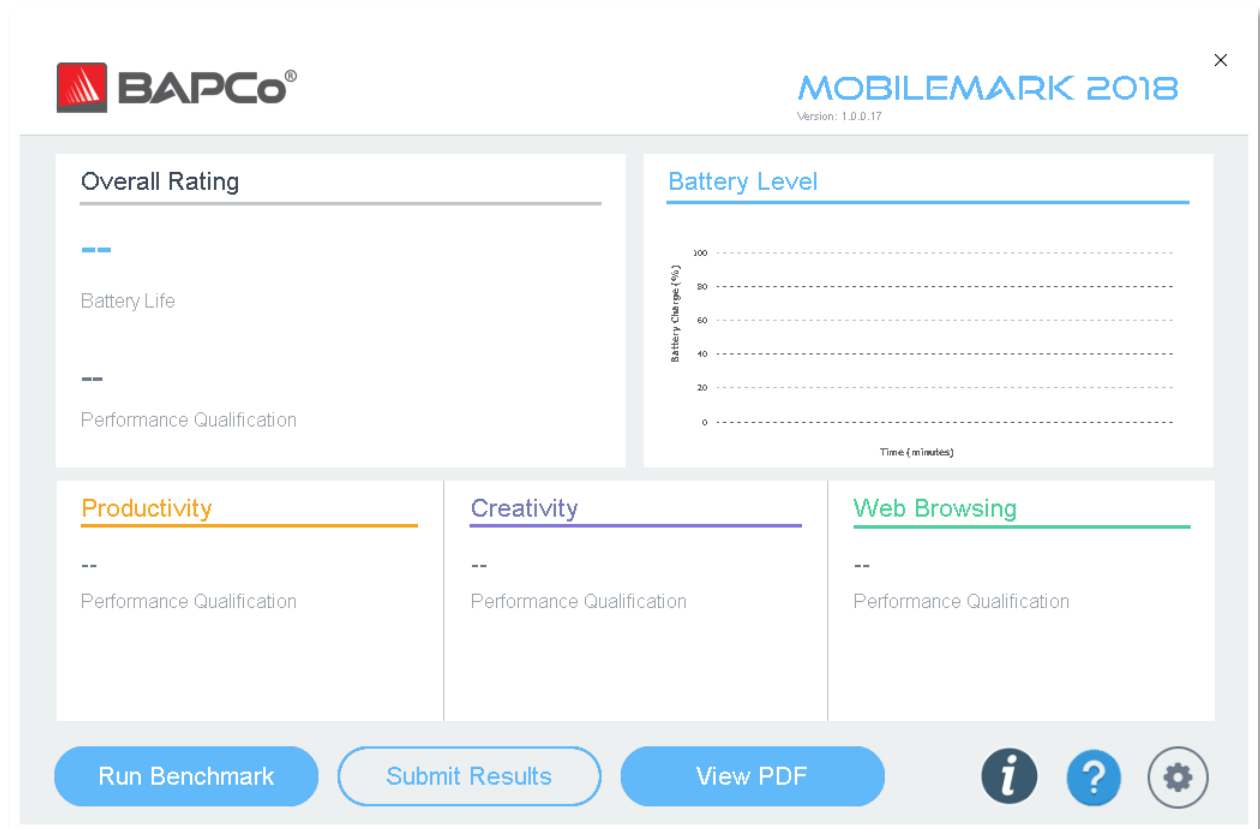 BAPCo®
MOBILEMARK 2018
Version: 1.0.0.17
×
Overall Rating
--
Battery Life
--
Performance Qualification
Battery Level
Battery Charge (%)
100
80
60
40
20
0
Time (minutes)
Productivity
--
Performance Qualification
Creativity
--
Performance Qualification
Web Browsing
--
Performance Qualification
Run Benchmark
Submit Results
View PDF
i
?